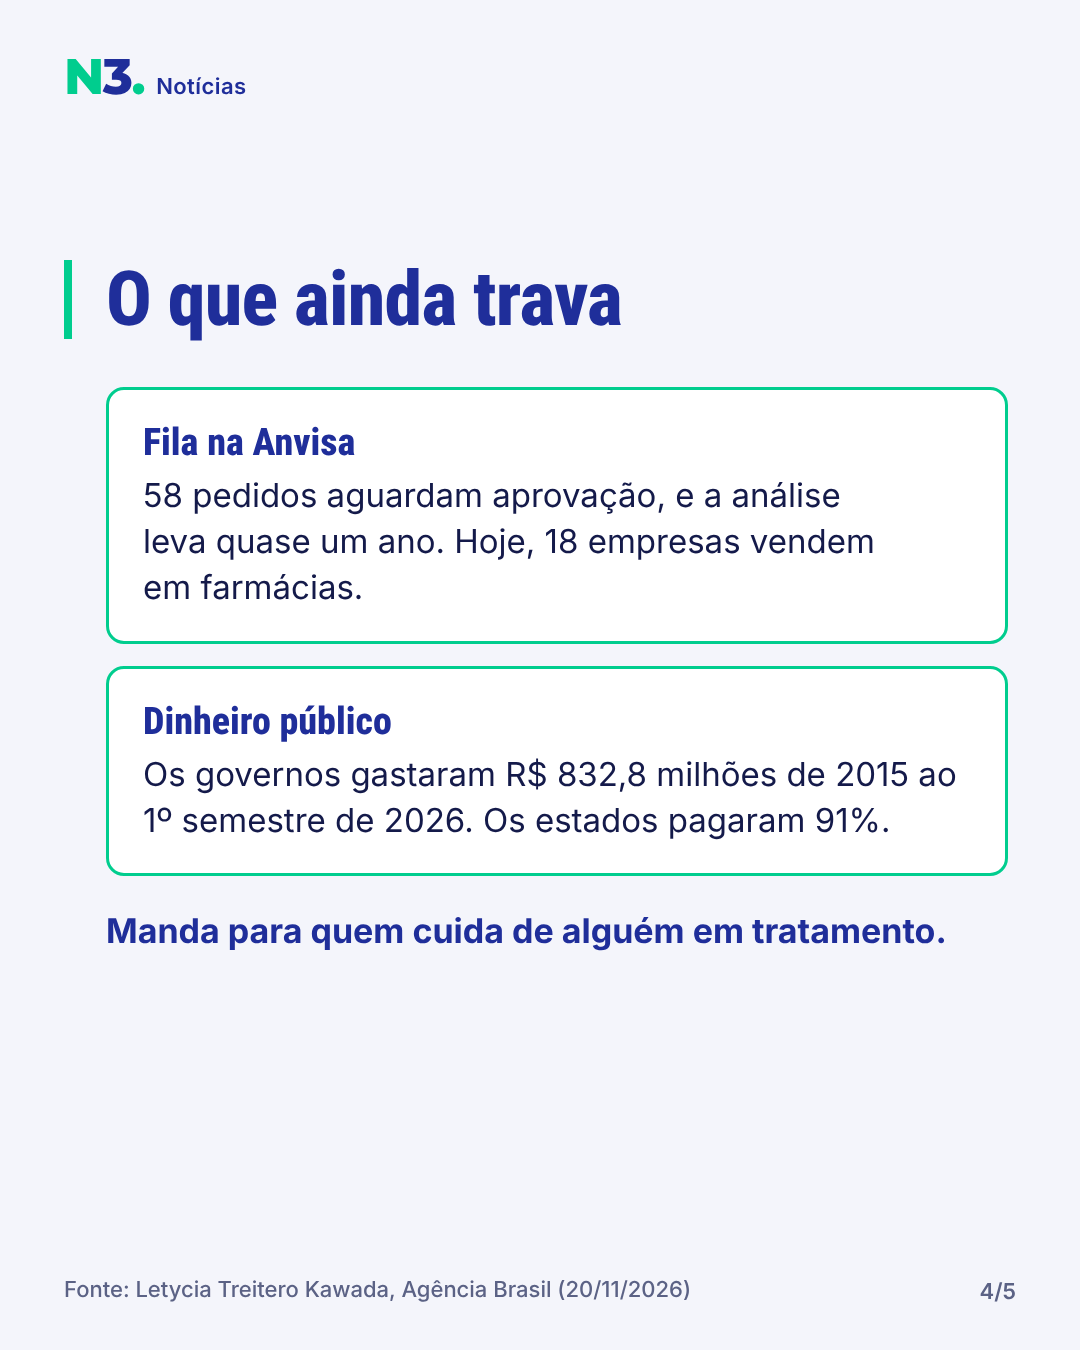 N3. Notícias
O que ainda trava
Fila na Anvisa
58 pedidos aguardam aprovação, e a análise
leva quase um ano. Hoje, 18 empresas vendem
em farmácias.
Dinheiro público
Os governos gastaram R$ 832,8 milhões de 2015 ao
1º semestre de 2026. Os estados pagaram 91%.
Manda para quem cuida de alguém em tratamento.
Fonte: Letycia Treitero Kawada, Agência Brasil (20/11/2026)
4/5